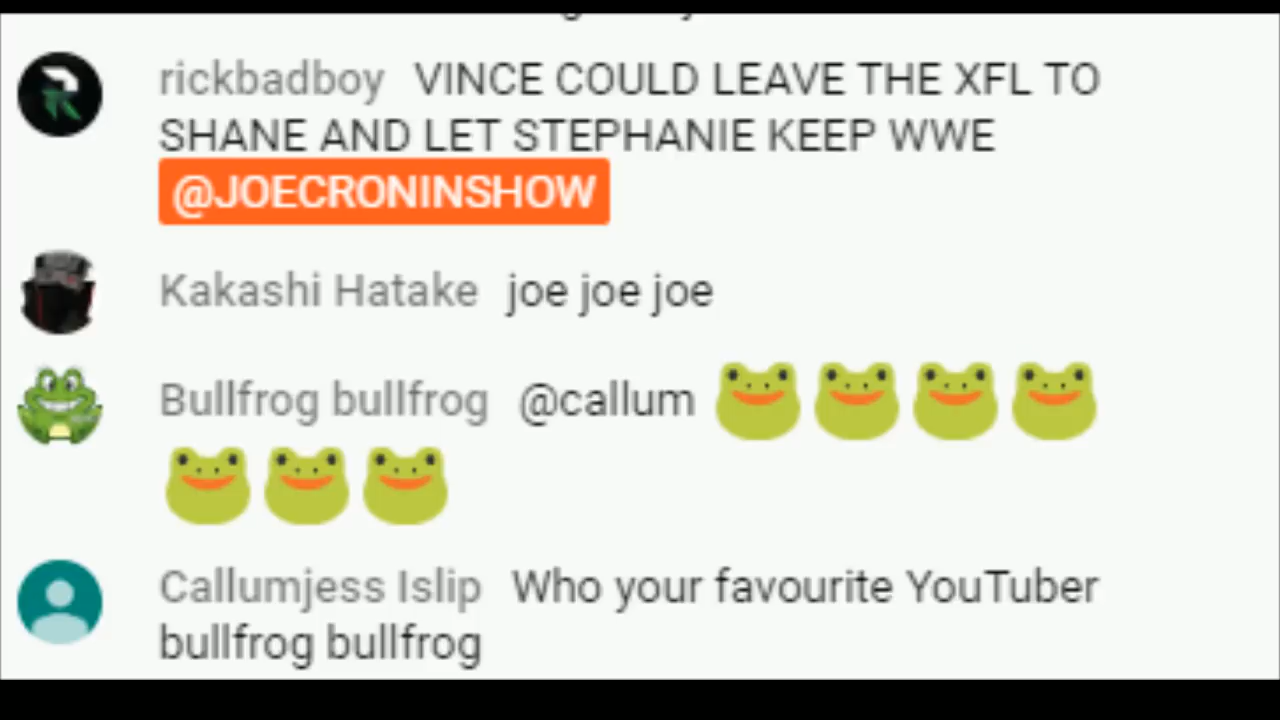 rickbadboy VINCE COULD LEAVE THE XFL TO
SHANE AND LET STEPHANIE KEEP WWE
@JOECRONINSHOW
Kakashi Hatake joe joe joe
Bullfrog bullfrog @callum 🐸🐸🐸🐸
🐸🐸🐸
Callumjess Islip Who your favourite YouTuber
bullfrog bullfrog